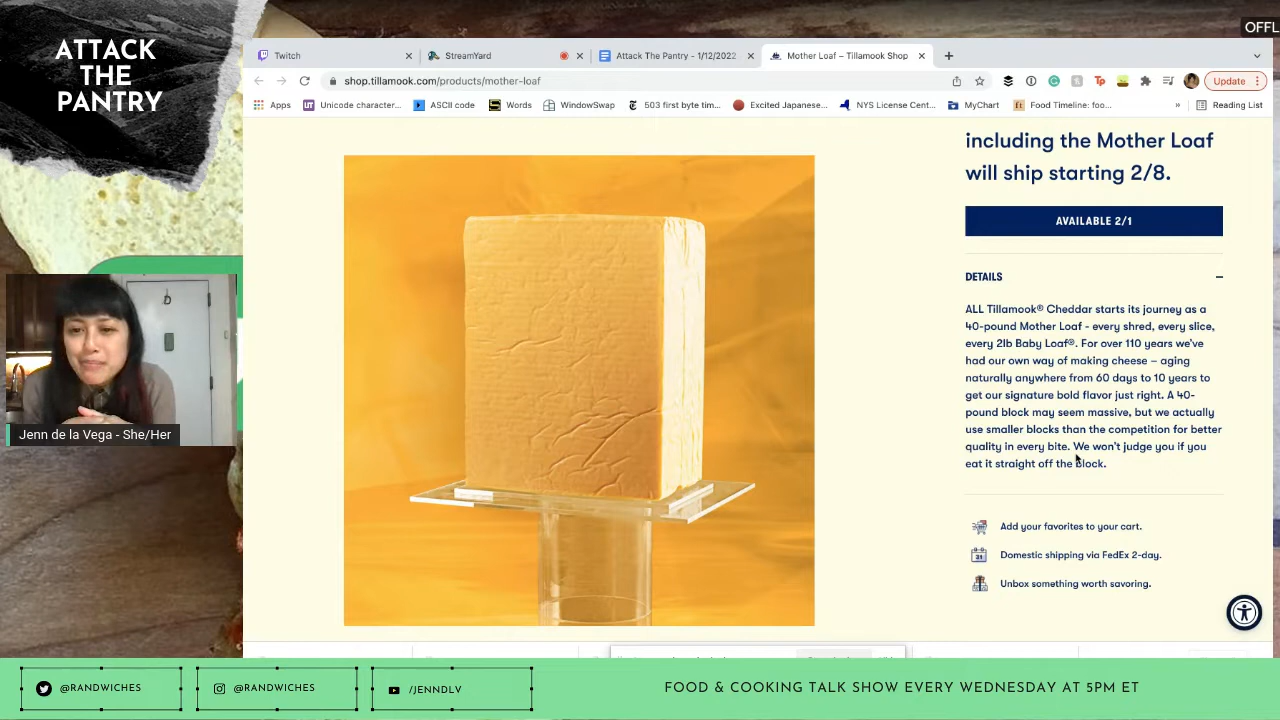 OFFL
ATTACK
THE
PANTRY
Twitch
StreamYard
Attack The Pantry - 1/12/2022
Mother Loaf – Tillamook Shop
shop.tillamook.com/products/mother-loaf
Update
Apps
Unicode character...
ASCII code
Words
WindowSwap
503 first byte tim...
Excited Japanese...
NYS License Cent...
MyChart
Food Timeline: foo...
»
Reading List
including the Mother Loaf
will ship starting 2/8.
AVAILABLE 2/1
DETAILS
ALL Tillamook® Cheddar starts its journey as a
40-pound Mother Loaf - every shred, every slice,
every 2lb Baby Loaf®. For over 110 years we’ve
had our own way of making cheese – aging
naturally anywhere from 60 days to 10 years to
get our signature bold flavor just right. A 40-
pound block may seem massive, but we actually
use smaller blocks than the competition for better
quality in every bite. We won’t judge you if you
eat it straight off the block.
Add your favorites to your cart.
Domestic shipping via FedEx 2-day.
Unbox something worth savoring.
Jenn de la Vega - She/Her
@RANDWICHES
@RANDWICHES
/JENNDLV
FOOD & COOKING TALK SHOW EVERY WEDNESDAY AT 5PM ET